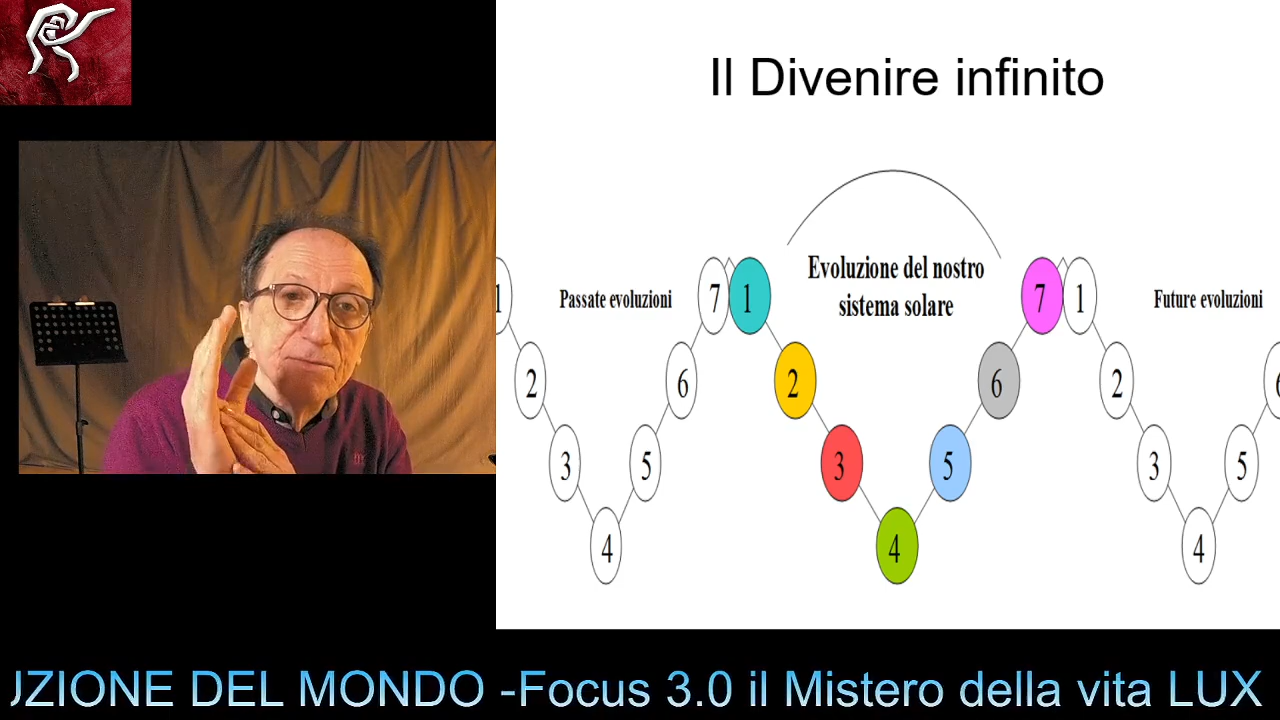 Il Divenire infinito
Evoluzione del nostro
sistema solare
Passate evoluzioni
Future evoluzioni
1 2 3 4 5 6 7
1 2 3 4 5 6 7
1 2 3 4 5 6
UZIONE DEL MONDO -Focus 3.0 il Mistero della vita LUX